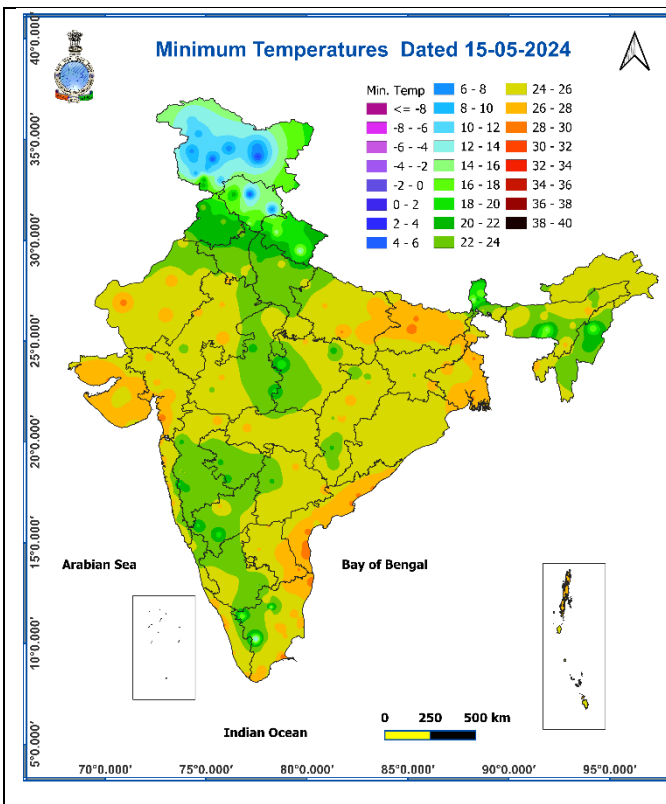 Minimum Temperatures Dated 15-05-2024
Min. Temp
<= -8
-8 - -6
-6 - -4
-4 - -2
-2 - 0
0 - 2
2 - 4
4 - 6
6 - 8
8 - 10
10 - 12
12 - 14
14 - 16
16 - 18
18 - 20
20 - 22
22 - 24
24 - 26
26 - 28
28 - 30
30 - 32
32 - 34
34 - 36
36 - 38
38 - 40
40°0.000'
35°0.000'
30°0.000'
25°0.000'
20°0.000'
15°0.000'
10°0.000'
5°0.000'
Arabian Sea
Bay of Bengal
Indian Ocean
0 250 500 km
70°0.000' 75°0.000' 80°0.000' 85°0.000' 90°0.000' 95°0.000'